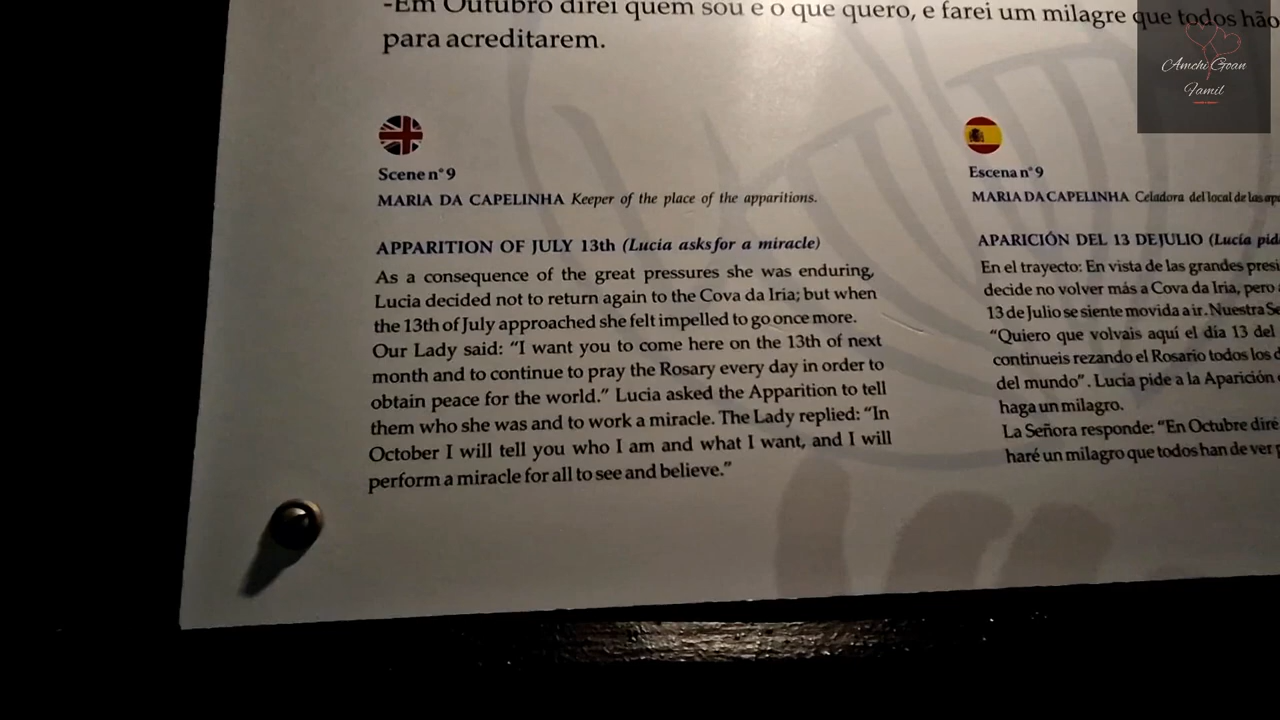 -Em Outubro direi quem sou e o que quero, e farei um milagre que todos hão
para acreditarem.
Amchi Goan
Famil
Scene n° 9
MARIA DA CAPELINHA Keeper of the place of the apparitions.
APPARITION OF JULY 13th (Lucia asks for a miracle)
As a consequence of the great pressures she was enduring,
Lucia decided not to return again to the Cova da Iria; but when
the 13th of July approached she felt impelled to go once more.
Our Lady said: “I want you to come here on the 13th of next
month and to continue to pray the Rosary every day in order to
obtain peace for the world.” Lucia asked the Apparition to tell
them who she was and to work a miracle. The Lady replied: “In
October I will tell you who I am and what I want, and I will
perform a miracle for all to see and believe.”
Escena n° 9
MARIA DA CAPELINHA Celadora del local de las
APARICIÓN DEL 13 DE JULIO (Lucía
En el trayecto: En vista de las grandes
decide no volver más a Cova da Iria, pero
13 de Julio se siente movida a ir. Nuestra
“Quiero que volvais aquí el día 13 del
continueis rezando el Rosario todos los
del mundo”. Lucía pide a la Aparición
haga un milagro.
La Señora responde: “En Octubre diré
haré un milagro que todos han de ver